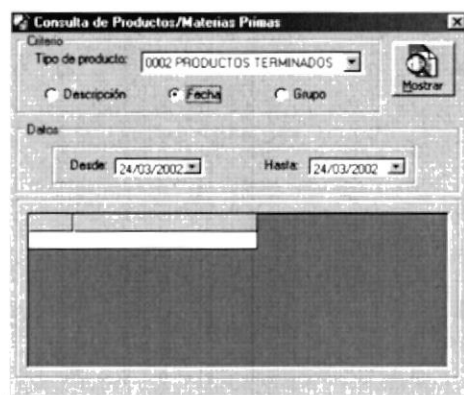 Consulta de Productos/Materias Primas
Criterio
Tipo de producto: 0002 PRODUCTOS TERMINADOS
Mostrar
Descripción Fecha Grupo
Datos
Desde: 24/03/2002 Hasta: 24/03/2002